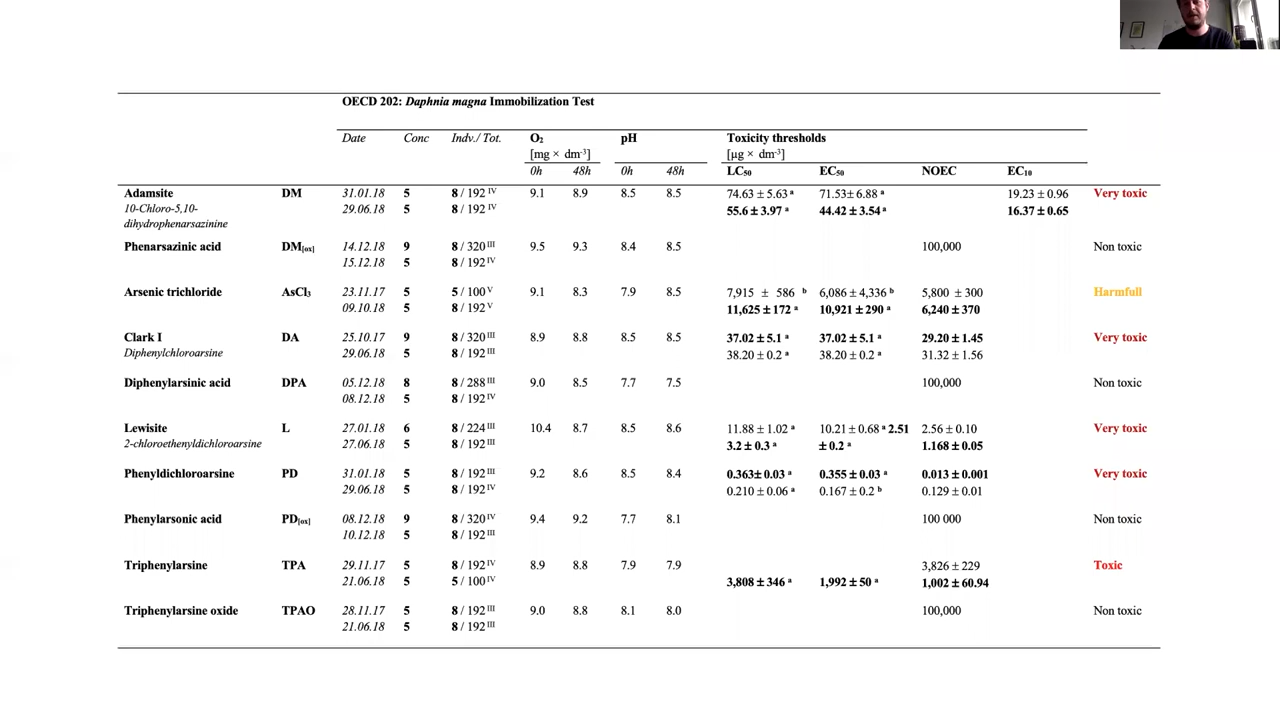 OECD 202: Daphnia magna Immobilization Test
Date Conc Indv./ Tot. O₂ pH Toxicity thresholds
[mg × dm⁻³] [µg × dm⁻³]
0h 48h 0h 48h LC₅₀ EC₅₀ NOEC EC₁₀
Adamsite DM 31.01.18 5 8 / 192 IV 9.1 8.9 8.5 8.5 74.63 ± 5.63 a 71.53± 6.88 a 19.23 ± 0.96 Very toxic
10-Chloro-5,10- 29.06.18 5 8 / 192 IV 55.6 ± 3.97 a 44.42 ± 3.54 a 16.37 ± 0.65
dihydrophenarsazinine
Phenarsazinic acid DM[ox] 14.12.18 9 8 / 320 III 9.5 9.3 8.4 8.5 100,000 Non toxic
15.12.18 5 8 / 192 IV
Arsenic trichloride AsCl₃ 23.11.17 5 5 / 100 V 9.1 8.3 7.9 8.5 7,915 ± 586 b 6,086 ± 4,336 b 5,800 ± 300 Harmfull
09.10.18 5 8 / 192 V 11,625 ± 172 a 10,921 ± 290 a 6,240 ± 370
Clark I DA 25.10.17 9 8 / 320 III 8.9 8.8 8.5 8.5 37.02 ± 5.1 a 37.02 ± 5.1 a 29.20 ± 1.45 Very toxic
Diphenylchloroarsine 29.06.18 5 8 / 192 III 38.20 ± 0.2 a 38.20 ± 0.2 a 31.32 ± 1.56
Diphenylarsinic acid DPA 05.12.18 8 8 / 288 III 9.0 8.5 7.7 7.5 100,000 Non toxic
08.12.18 5 8 / 192 IV
Lewisite L 27.01.18 6 8 / 224 III 10.4 8.7 8.5 8.6 11.88 ± 1.02 a 10.21 ± 0.68 a 2.51 2.56 ± 0.10 Very toxic
2-chloroethenyldichloroarsine 27.06.18 5 8 / 192 III 3.2 ± 0.3 a ± 0.2 a 1.168 ± 0.05
Phenyldichloroarsine PD 31.01.18 5 8 / 192 III 9.2 8.6 8.5 8.4 0.363± 0.03 a 0.355 ± 0.03 a 0.013 ± 0.001 Very toxic
29.06.18 5 8 / 192 IV 0.210 ± 0.06 a 0.167 ± 0.2 b 0.129 ± 0.01
Phenylarsonic acid PD[ox] 08.12.18 9 8 / 320 IV 9.4 9.2 7.7 8.1 100 000 Non toxic
10.12.18 5 8 / 192 III
Triphenylarsine TPA 29.11.17 5 8 / 192 IV 8.9 8.8 7.9 7.9 3,826 ± 229 Toxic
21.06.18 5 5 / 100 IV 3,808 ± 346 a 1,992 ± 50 a 1,002 ± 60.94
Triphenylarsine oxide TPAO 28.11.17 5 8 / 192 III 9.0 8.8 8.1 8.0 100,000 Non toxic
21.06.18 5 8 / 192 III